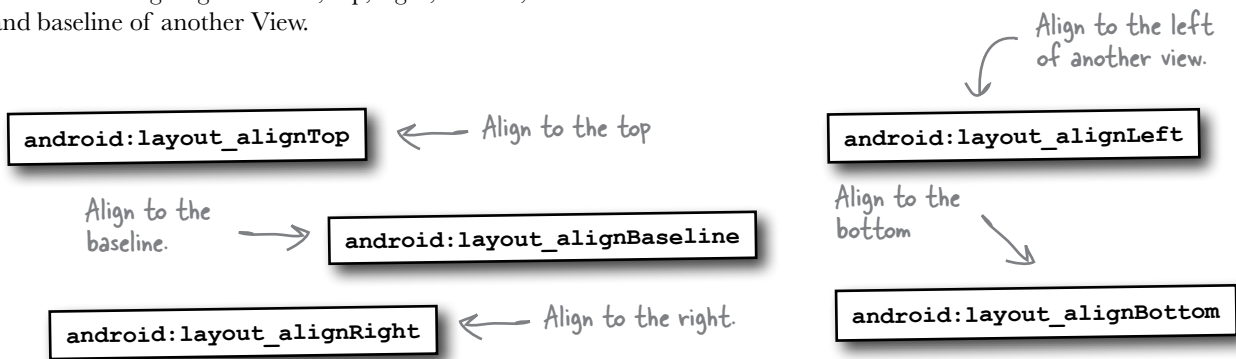 and baseline of another View.
Align to the left
of another view.
android:layout_alignTop
Align to the top
android:layout_alignLeft
Align to the
baseline.
android:layout_alignBaseline
Align to the
bottom
android:layout_alignRight
Align to the right.
android:layout_alignBottom